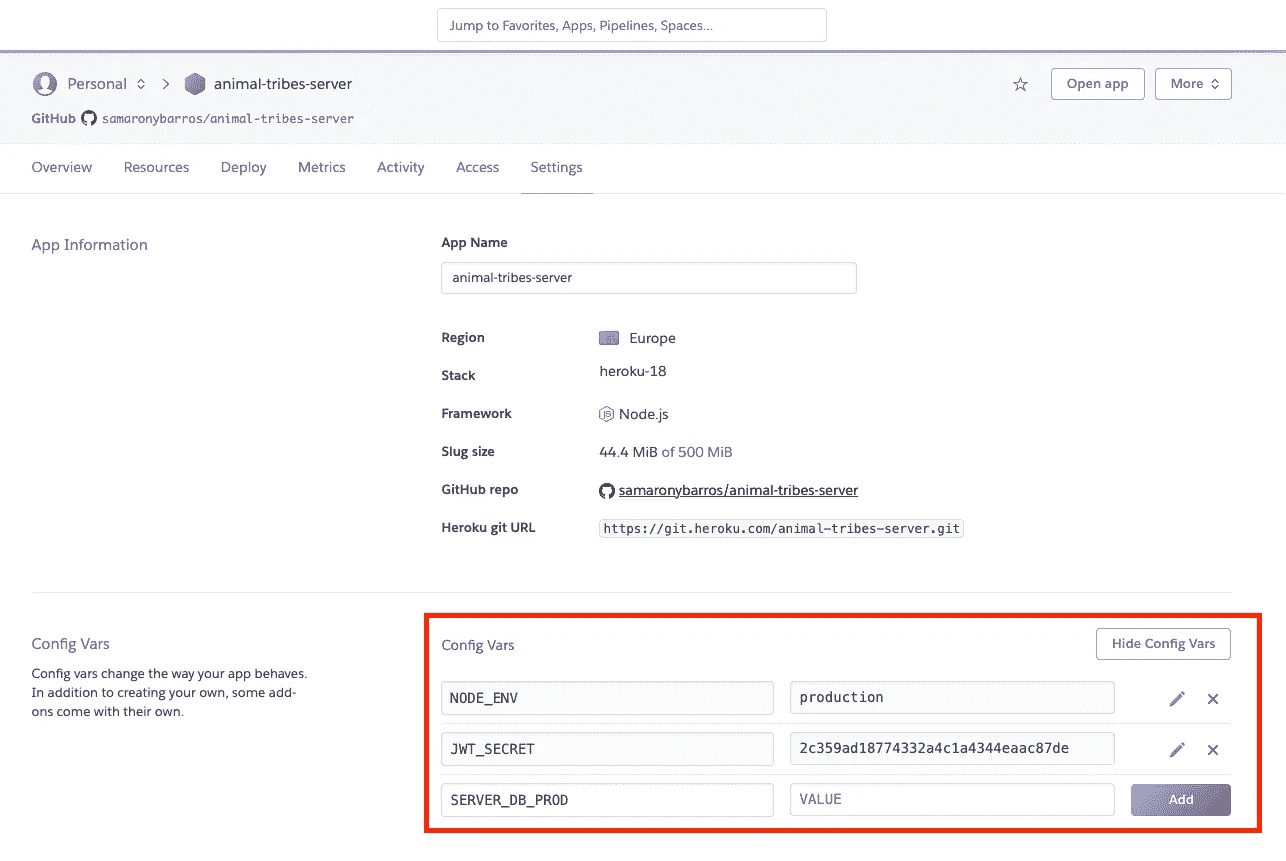 Jump to Favorites, Apps, Pipelines, Spaces...
Personal animal-tribes-server
Open app
More
GitHub samaronybarros/animal-tribes-server
Overview Resources Deploy Metrics Activity Access Settings
App Information
App Name
animal-tribes-server
Region Europe
Stack heroku-18
Framework Node.js
Slug size 44.4 MiB of 500 MiB
GitHub repo samaronybarros/animal-tribes-server
Heroku git URL https://git.heroku.com/animal-tribes-server.git
Config Vars
Config vars change the way your app behaves.
In addition to creating your own, some add-
ons come with their own.
Config Vars
Hide Config Vars
NODE_ENV production
JWT_SECRET 2c359ad18774332a4c1a4344eaac87de
SERVER_DB_PROD VALUE Add